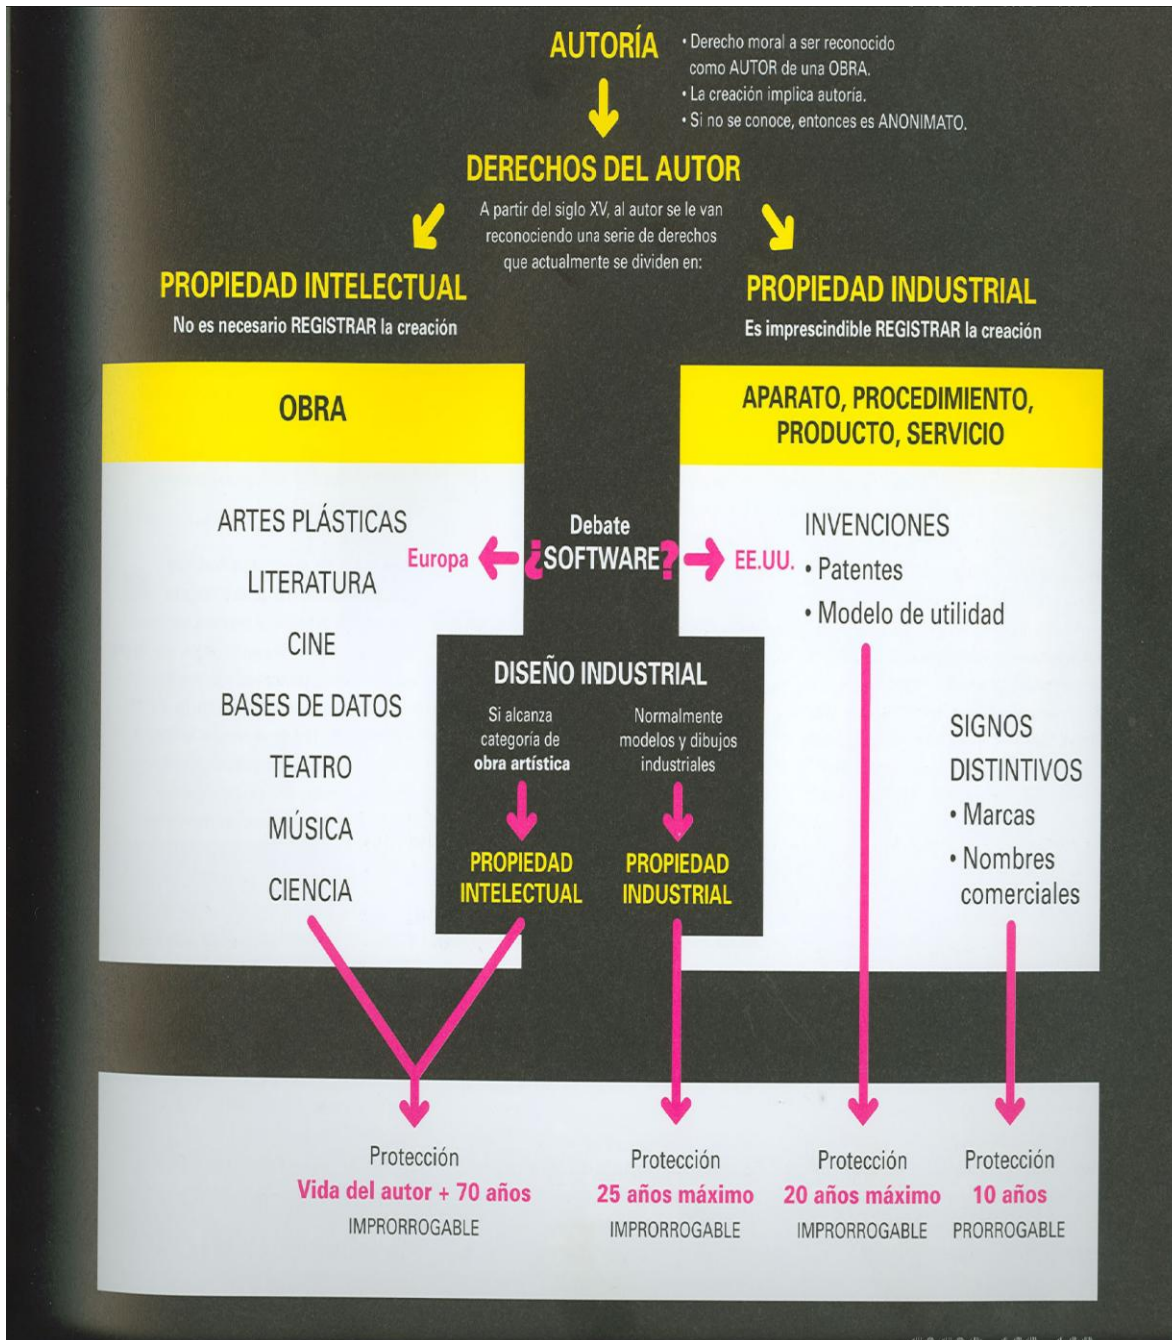 AUTORÍA
• Derecho moral a ser reconocido
como AUTOR de una OBRA.
• La creación implica autoría.
• Si no se conoce, entonces es ANONIMATO.
DERECHOS DEL AUTOR
A partir del siglo XV, al autor se le van
reconociendo una serie de derechos
que actualmente se dividen en:
PROPIEDAD INTELECTUAL
No es necesario REGISTRAR la creación
PROPIEDAD INDUSTRIAL
Es imprescindible REGISTRAR la creación
OBRA
ARTES PLÁSTICAS
LITERATURA
CINE
BASES DE DATOS
TEATRO
MÚSICA
CIENCIA
Debate
Europa ¿SOFTWARE? EE.UU.
DISEÑO INDUSTRIAL
Si alcanza
categoría de
obra artística
PROPIEDAD
INTELECTUAL
Normalmente
modelos y dibujos
industriales
PROPIEDAD
INDUSTRIAL
APARATO, PROCEDIMIENTO,
PRODUCTO, SERVICIO
INVENCIONES
• Patentes
• Modelo de utilidad
SIGNOS
DISTINTIVOS
• Marcas
• Nombres
comerciales
Protección
Vida del autor + 70 años
IMPRORROGABLE
Protección
25 años máximo
IMPRORROGABLE
Protección
20 años máximo
IMPRORROGABLE
Protección
10 años
PRORROGABLE